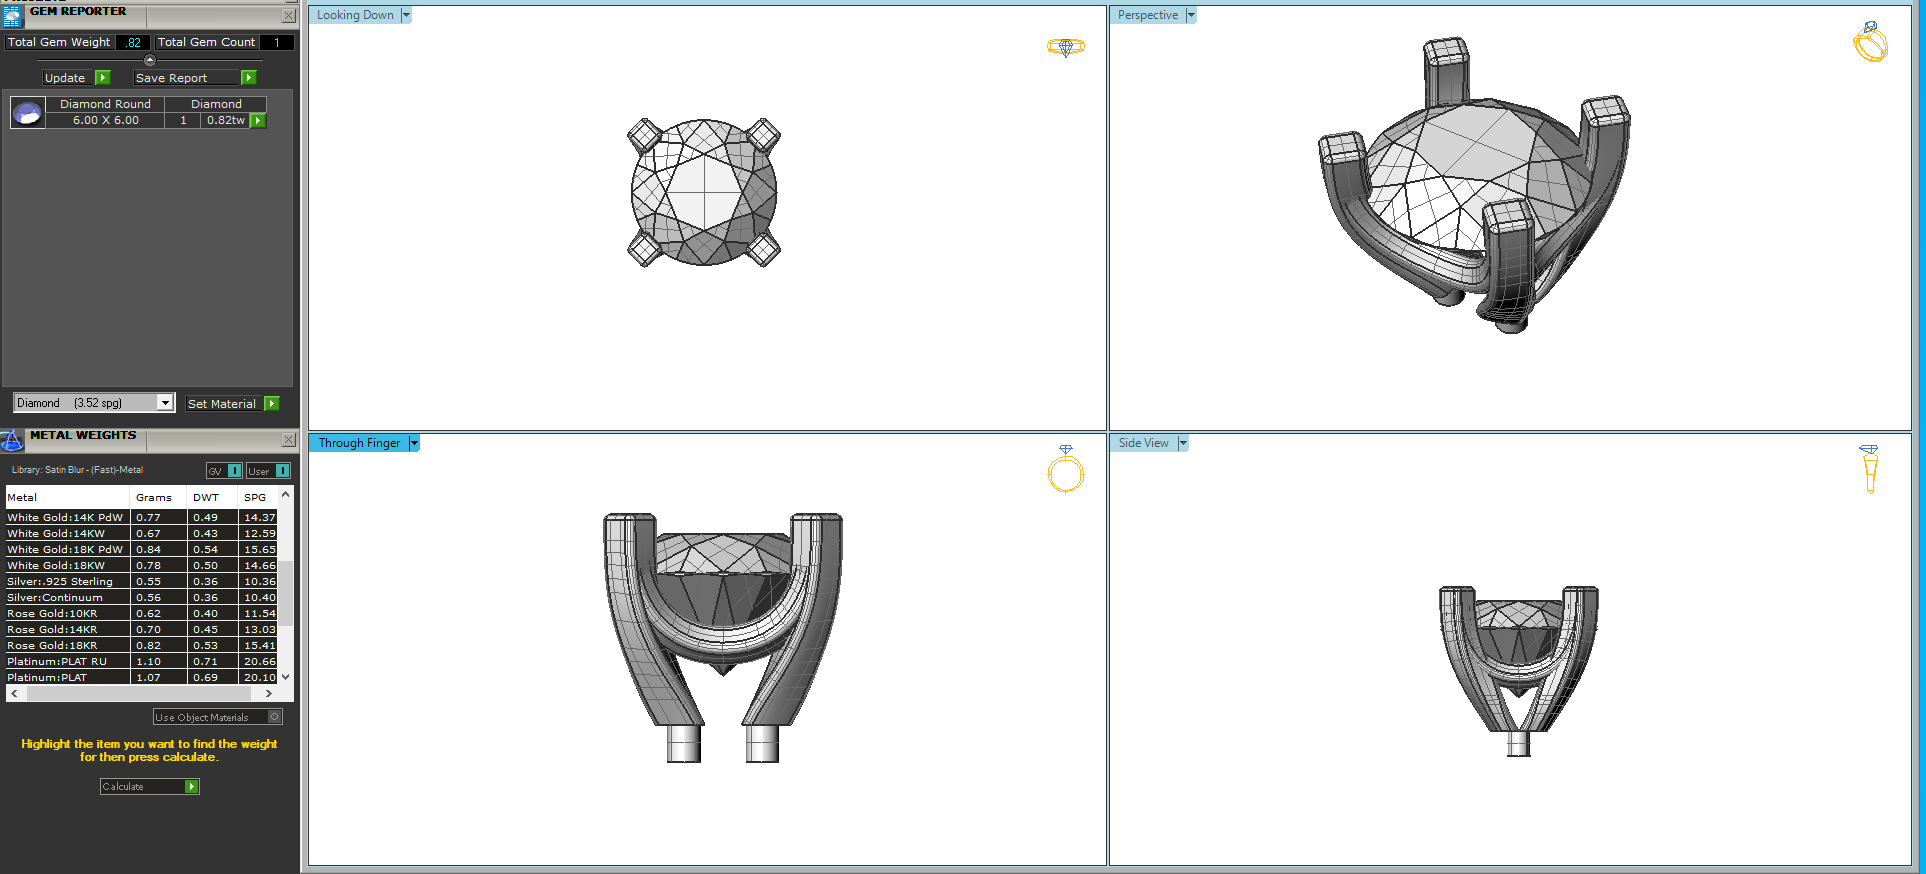 GEM REPORTER
Total Gem Weight .82 Total Gem Count 1
Update Save Report
Diamond Round Diamond
6.00 X 6.00 1 0.82tw
Diamond (3.52 spg) Set Material
METAL WEIGHTS
Library: Satin Blur - (Fast)-Metal GV I User I
Metal Grams DWT SPG
White Gold:14K PdW 0.77 0.49 14.37
White Gold:14KW 0.67 0.43 12.59
White Gold:18K PdW 0.84 0.54 15.65
White Gold:18KW 0.78 0.50 14.66
Silver:.925 Sterling 0.55 0.36 10.36
Silver:Continuum 0.56 0.36 10.40
Rose Gold:10KR 0.62 0.40 11.54
Rose Gold:14KR 0.70 0.45 13.03
Rose Gold:18KR 0.82 0.53 15.41
Platinum:PLAT RU 1.10 0.71 20.66
Platinum:PLAT 1.07 0.69 20.10
Use Object Materials
Highlight the item you want to find the weight
for then press calculate.
Calculate
Looking Down
Perspective
Through Finger
Side View